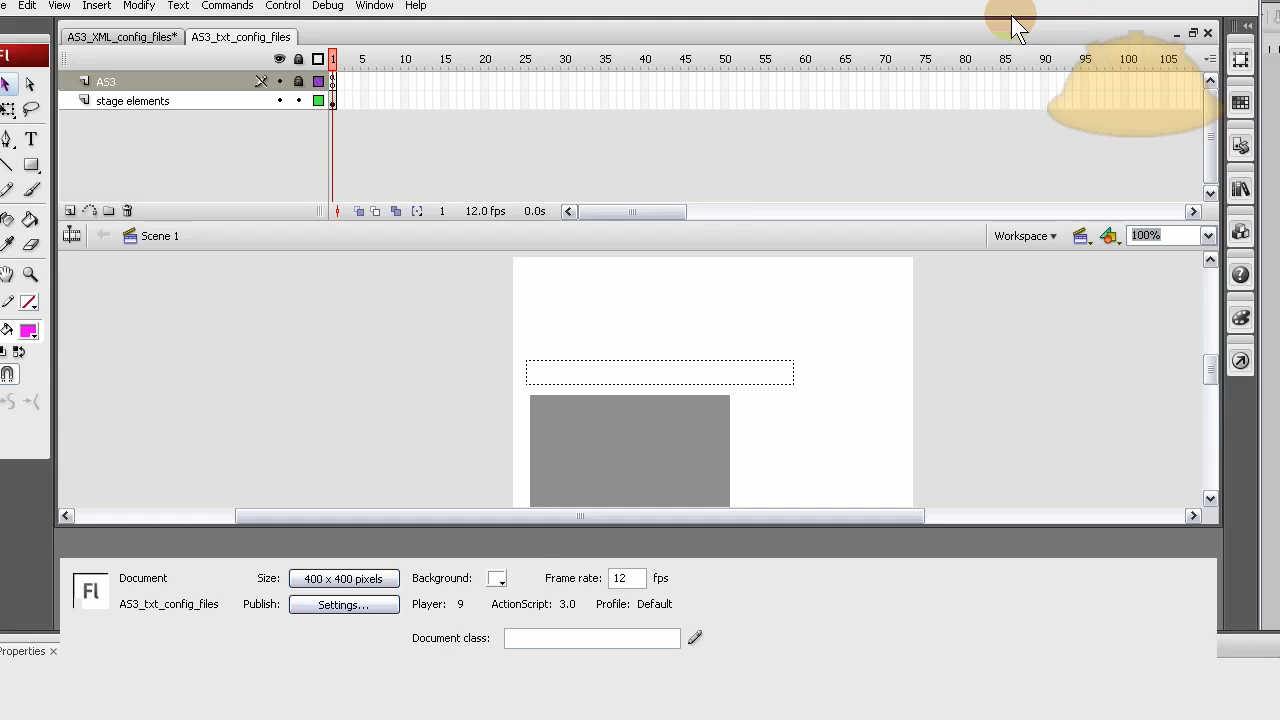 Edit View Insert Modify Text Commands Control Debug Window Help
AS3_XML_config_files* AS3_txt_config_files
Fl
1 5 10 15 20 25 30 35 40 45 50 55 60 65 70 75 80 85 90 95 100 105
AS3
stage elements
1 12.0 fps .0s
Scene 1 Workspace 100%
T
Fl Document Size: 400 x 400 pixels Background: Frame rate: 12 fps
AS3_txt_config_files Publish: Settings... Player: 9 ActionScript: 3.0 Profile: Default
Document class:
Properties